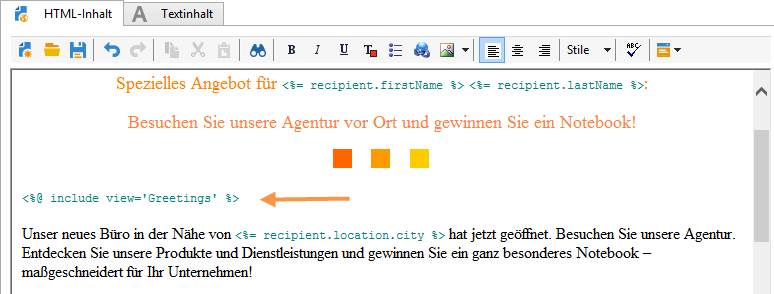 HTML-Inhalt Textinhalt
B I U Stile ABC
Spezielles Angebot für <%= recipient.firstName %> <%= recipient.lastName %>:
Besuchen Sie unsere Agentur vor Ort und gewinnen Sie ein Notebook!
<%@ include view='Greetings' %>
Unser neues Büro in der Nähe von <%= recipient.location.city %> hat jetzt geöffnet. Besuchen Sie unsere Agentur.
Entdecken Sie unsere Produkte und Dienstleistungen und gewinnen Sie ein ganz besonderes Notebook –
maßgeschneidert für Ihr Unternehmen!